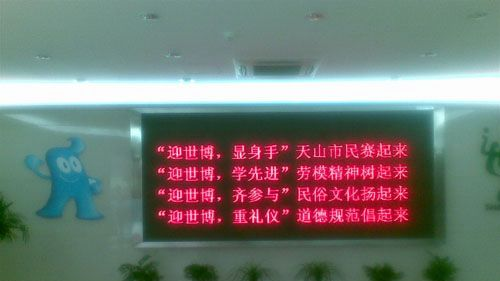 “迎世博，显身手”天山市民赛起来
“迎世博，学先进”劳模精神树起来
“迎世博，齐参与”民俗文化扬起来
“迎世博，重礼仪”道德规范倡起来